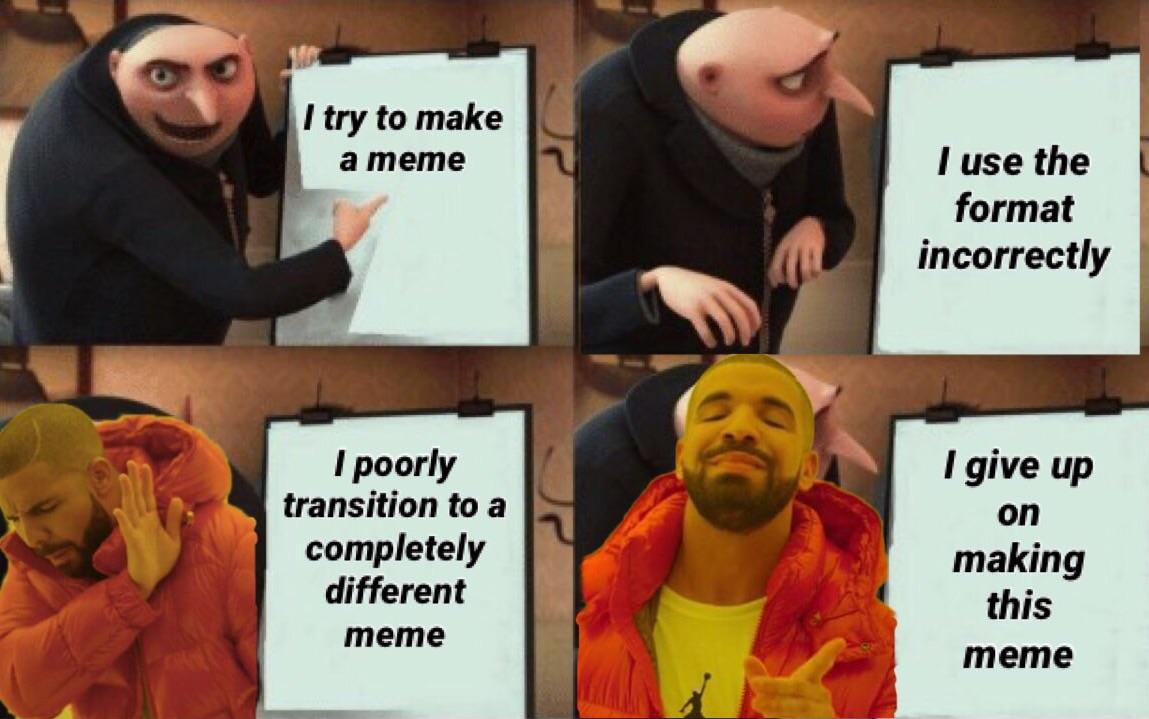 I try to make
a meme
I use the
format
incorrectly
I poorly
transition to a
completely
different
meme
I give up
on
making
this
meme